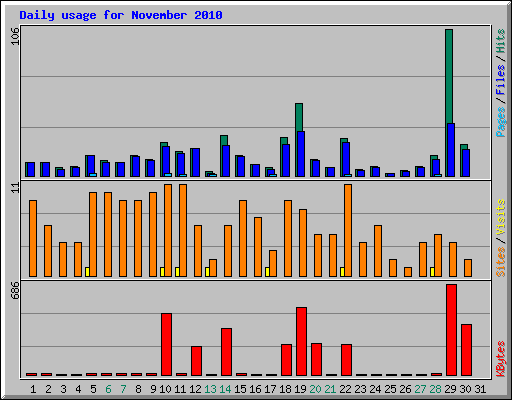 Daily usage for November 2010
106
Pages / Files / Hits
11
Sites / Visits
686
KBytes
1 2 3 4 5 6 7 8 9 10 11 12 13 14 15 16 17 18 19 20 21 22 23 24 25 26 27 28 29 30 31